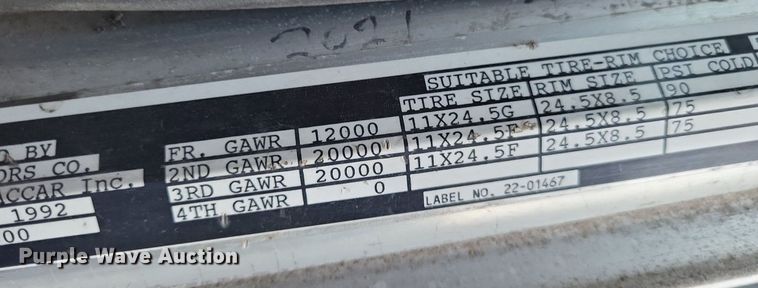 2021
SUITABLE TIRE-RIM CHOICE
TIRE SIZE RIM SIZE PSI COLD
BY FR. GAWR 12000 11X24.5G 24.5X8.5 90
ORS CO. 2ND GAWR 20000 11X24.5F 24.5X8.5 75
ACCAR Inc. 3RD GAWR 20000 11X24.5F 24.5X8.5 75
1992 4TH GAWR 0
00
LABEL NO. 22-01467
Purple Wave Auction